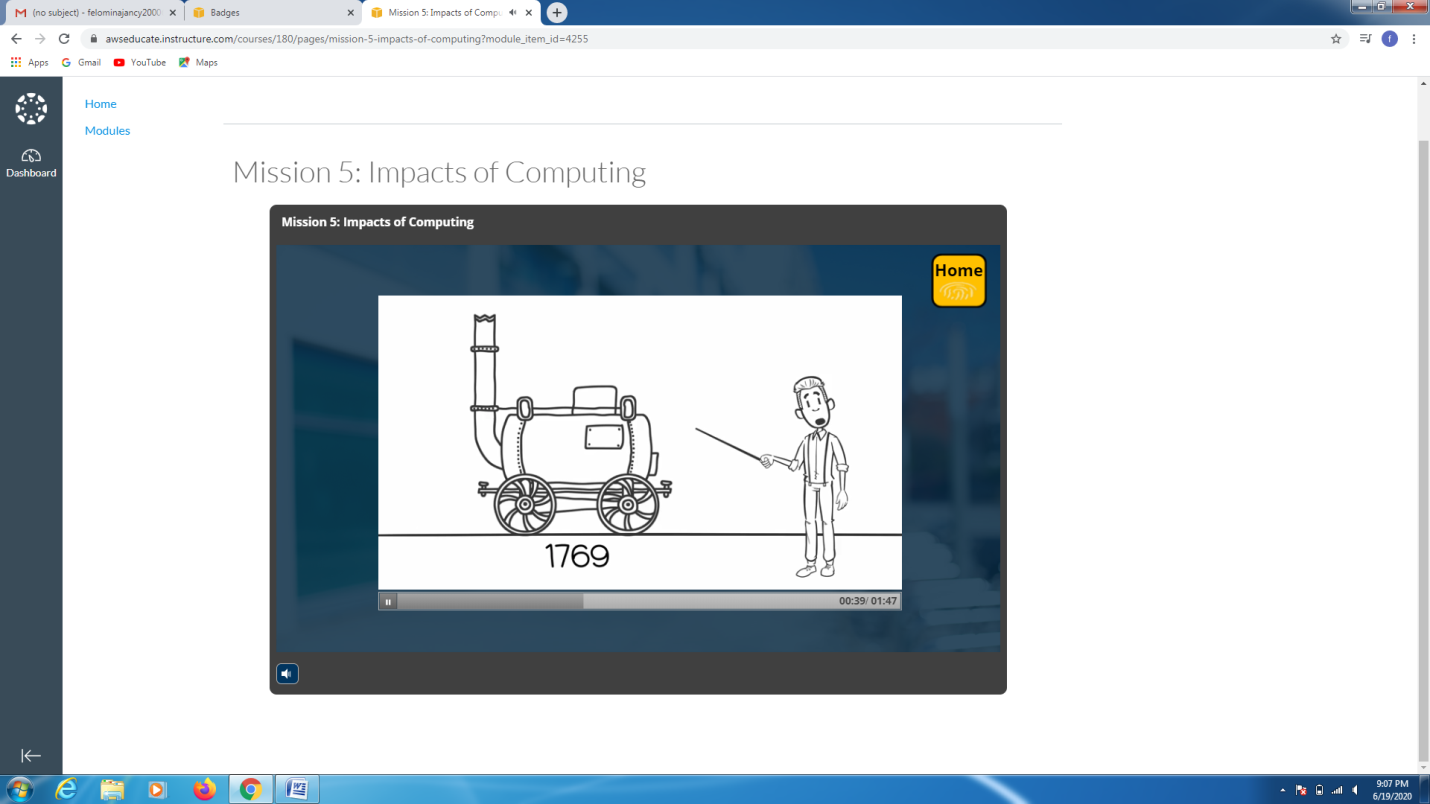 (no subject) - felominajancy2000
Badges
Mission 5: Impacts of Compu
awseducate.instructure.com/courses/180/pages/mission-5-impacts-of-computing?module_item_id=4255
f
Apps
Gmail
YouTube
Maps
Home
Modules
Dashboard
Mission 5: Impacts of Computing
Mission 5: Impacts of Computing
Home
1769
00:39/ 01:47
9:07 PM
6/19/2020